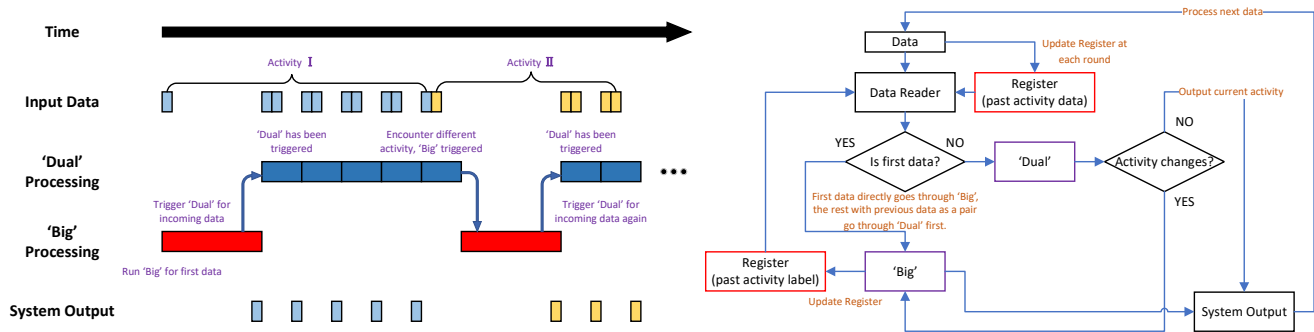 Time
Activity I
Activity II
Input Data
'Dual' has been
triggered
Encounter different
activity, 'Big' triggered
'Dual' has been
triggered
'Dual'
Processing
Trigger 'Dual' for
incoming data
Trigger 'Dual' for
incoming data again
'Big'
Processing
Run 'Big' for first data
System Output
Process next data
Data
Update Register at
each round
Data Reader
Register
(past activity data)
Output current activity
YES
NO
NO
Is first data?
'Dual'
Activity changes?
YES
First data directly goes through 'Big',
the rest with previous data as a pair
go through 'Dual' first.
Register
(past activity label)
'Big'
Update Register
System Output